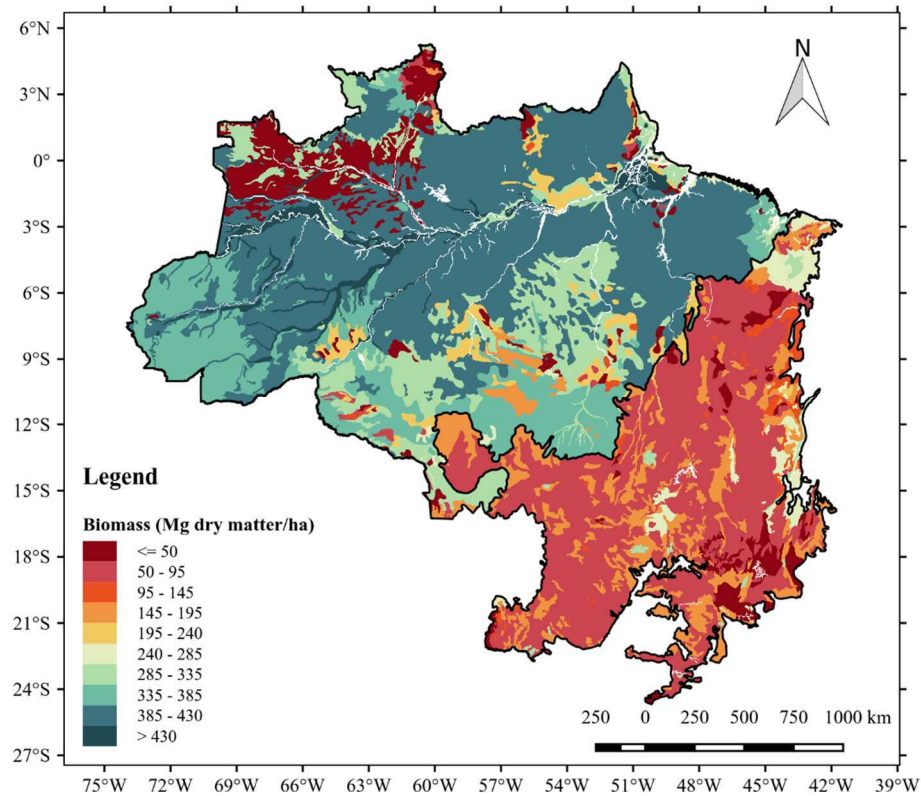 6°N
3°N
0°
3°S
6°S
9°S
12°S
15°S
18°S
21°S
24°S
27°S
N
Legend
Biomass (Mg dry matter/ha)
<= 50
50 - 95
95 - 145
145 - 195
195 - 240
240 - 285
285 - 335
335 - 385
385 - 430
> 430
250 0 250 500 750 1000 km
75°W 72°W 69°W 66°W 63°W 60°W 57°W 54°W 51°W 48°W 45°W 42°W 39°W